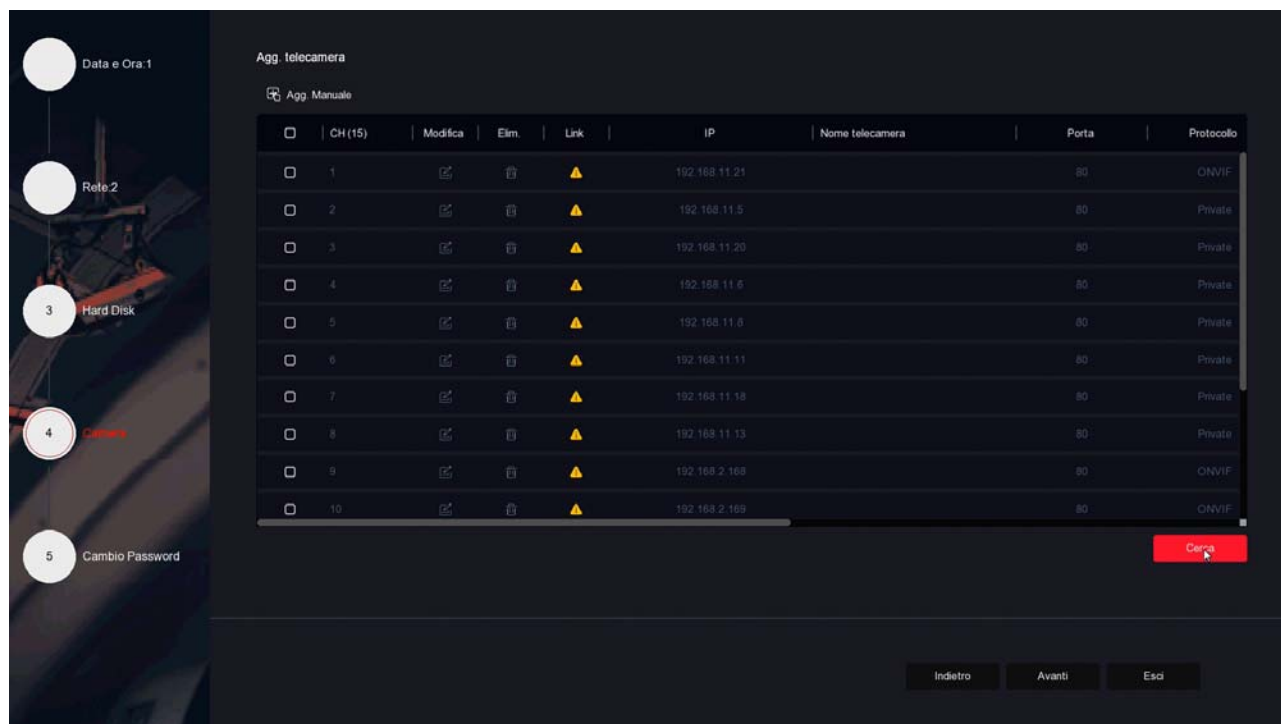 Data e Ora:1
Rete:2
3 Hard Disk
4 Camera
5 Cambio Password
Agg. telecamera
Agg. Manuale
CH (15) Modifica Elim. Link IP Nome telecamera Porta Protocollo
1 192.168.11.21 80 ONVIF
2 192.168.11.5 80 Private
3 192.168.11.20 80 Private
4 192.168.11.6 80 Private
5 192.168.11.8 80 Private
6 192.168.11.11 80 Private
7 192.168.11.18 80 Private
8 192.168.11.13 80 Private
9 192.168.2.168 80 ONVIF
10 192.168.2.169 80 ONVIF
Cerca
Indietro Avanti Esci